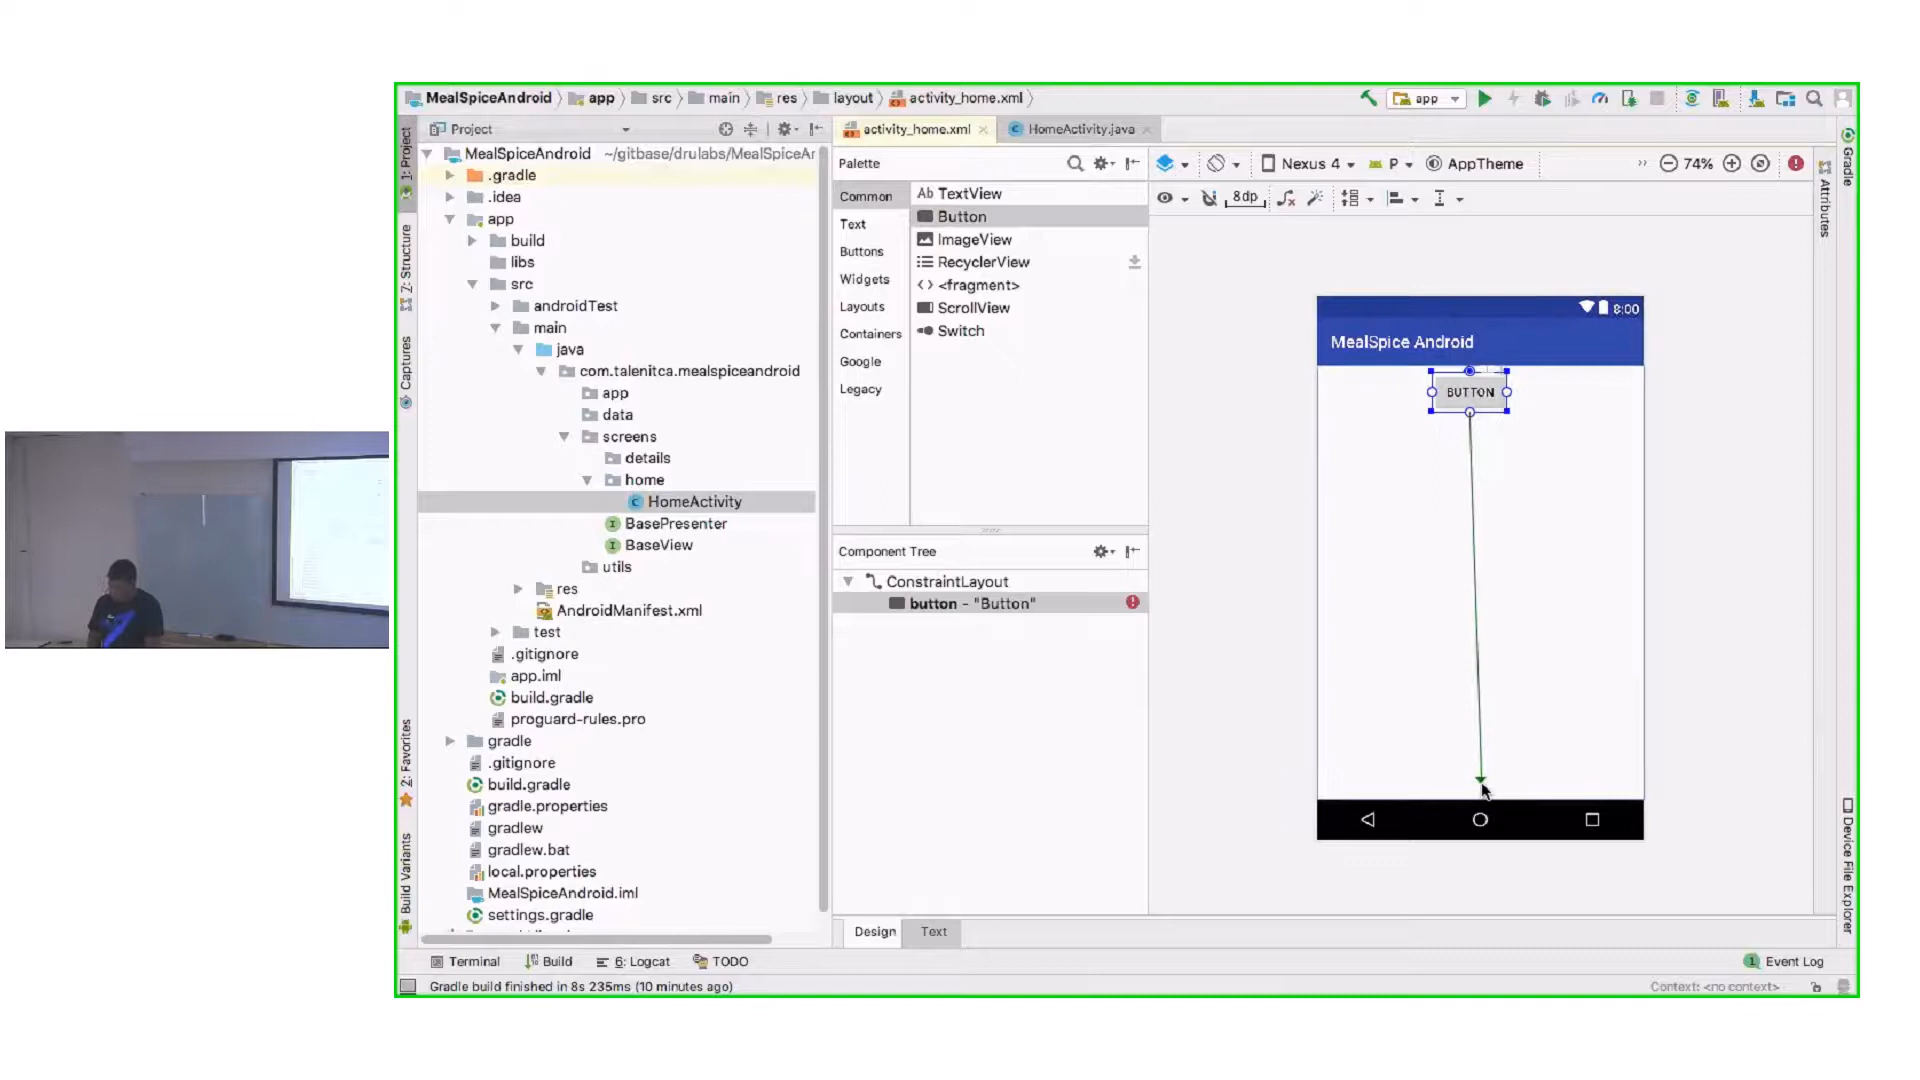 MealSpiceAndroid app src main res layout activity_home.xml app
Project
activity_home.xml HomeActivity.java
1: Project
Z: Structure
Captures
2: Favorites
Build Variants
MealSpiceAndroid ~/gitbase/drulabs/MealSpiceAr
.gradle
.idea
app
build
libs
src
androidTest
main
java
com.talenitca.mealspiceandroid
app
data
screens
details
home
HomeActivity
BasePresenter
BaseView
utils
res
AndroidManifest.xml
test
.gitignore
app.iml
build.gradle
proguard-rules.pro
gradle
.gitignore
build.gradle
gradle.properties
gradlew
gradlew.bat
local.properties
MealSpiceAndroid.iml
settings.gradle
Palette
Common
Text
Buttons
Widgets
Layouts
Containers
Google
Legacy
Ab TextView
Button
ImageView
RecyclerView
<> <fragment>
ScrollView
Switch
Component Tree
ConstraintLayout
button - "Button"
Nexus 4 P AppTheme >> 74%
8dp
8:00
MealSpice Android
BUTTON
Gradle
Attributes
Device File Explorer
Design Text
Terminal Build 6: Logcat TODO 1 Event Log
Gradle build finished in 8s 235ms (10 minutes ago) Context: <no context>